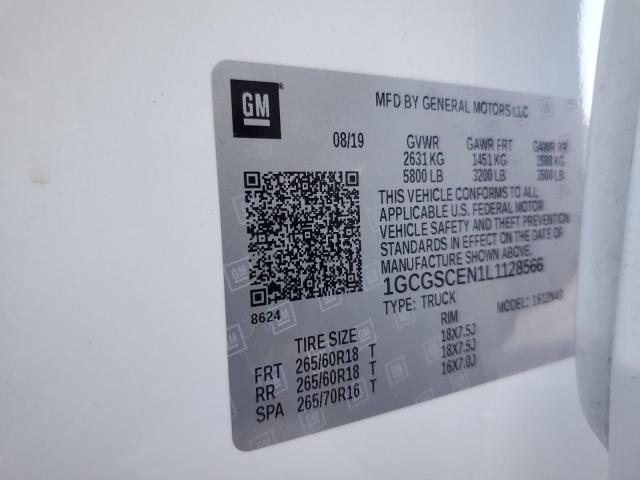 GM
MFD BY GENERAL MOTORS LLC
08/19 GVWR GAWR FRT GAWR RR
2631 KG 1451 KG 1588 KG
5800 LB 3200 LB 3500 LB
THIS VEHICLE CONFORMS TO ALL
APPLICABLE U.S. FEDERAL MOTOR
VEHICLE SAFETY AND THEFT PREVENTION
STANDARDS IN EFFECT ON THE DATE OF
MANUFACTURE SHOWN ABOVE.
1GCGSCEN1L1128566
8624 TYPE: TRUCK MODEL:
TIRE SIZE RIM
FRT 265/60R18 T 18X7.5J
RR 265/60R18 T 18X7.5J
SPA 265/70R16 T 16X7.0J